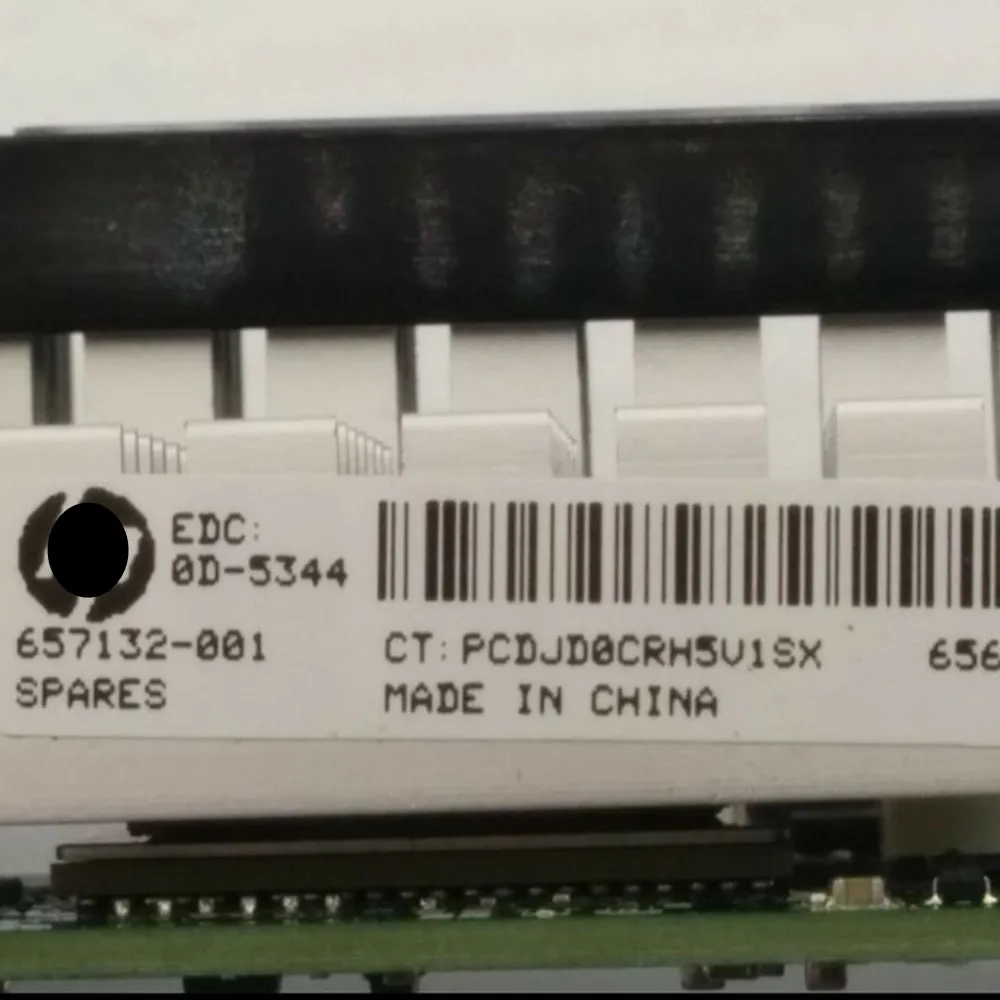 EDC:
0D-5344
657132-001
SPARES
CT: PCDJD0CRH5V1SX
MADE IN CHINA
656